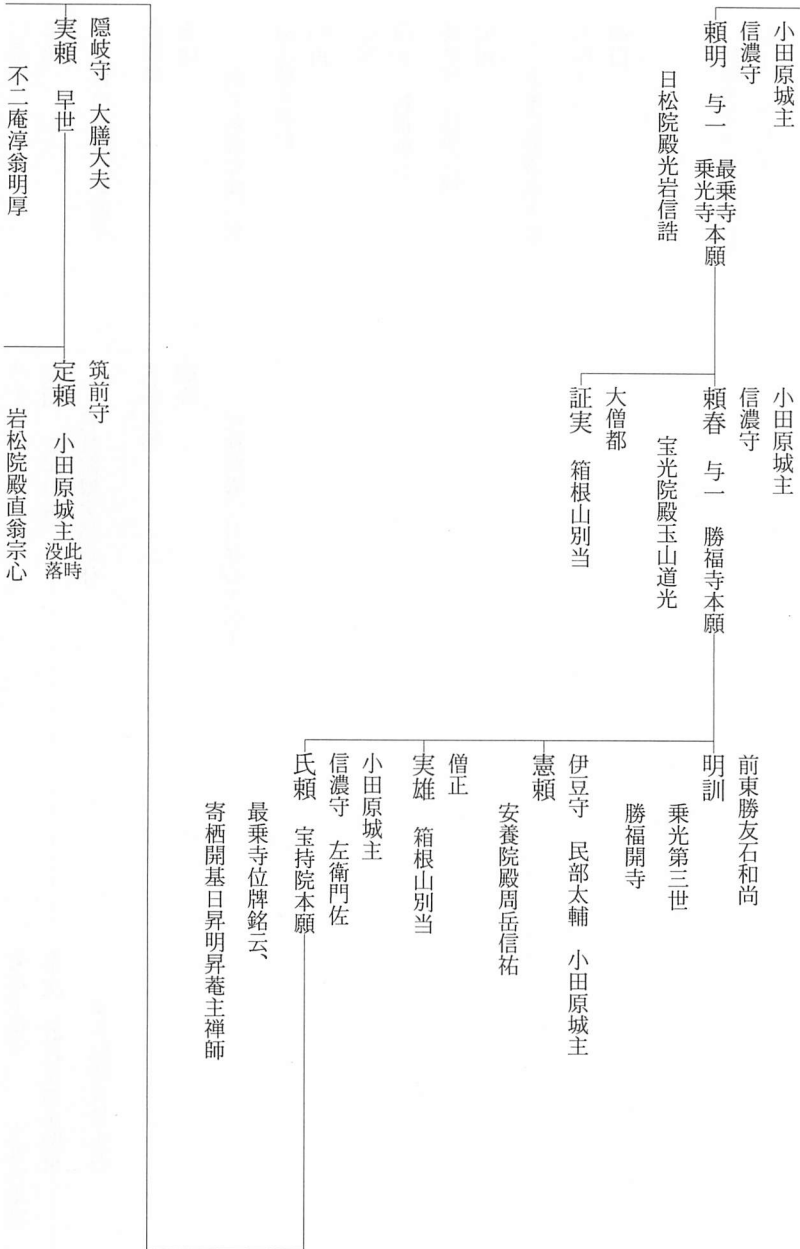 小田原城主
信濃守
頼明　与一　最乗寺乗光寺本願
日松院殿光岩信誥
小田原城主
信濃守
頼春　与一　勝福寺本願
宝光院殿玉山道光
大僧都
証実　箱根山別当
前東勝友石和尚
明訓
乗光第三世
勝福開寺
伊豆守　民部太輔　小田原城主
憲頼
安養院殿周岳信祐
僧正
実雄　箱根山別当
小田原城主
信濃守　左衛門佐
氏頼　宝持院本願
最乗寺位牌銘云、
寄栖開基日昇明昇菴主禅師
隠岐守　大膳大夫
実頼　早世
不二庵淳翁明厚
筑前守
定頼　小田原城主此時没落
岩松院殿直翁宗心